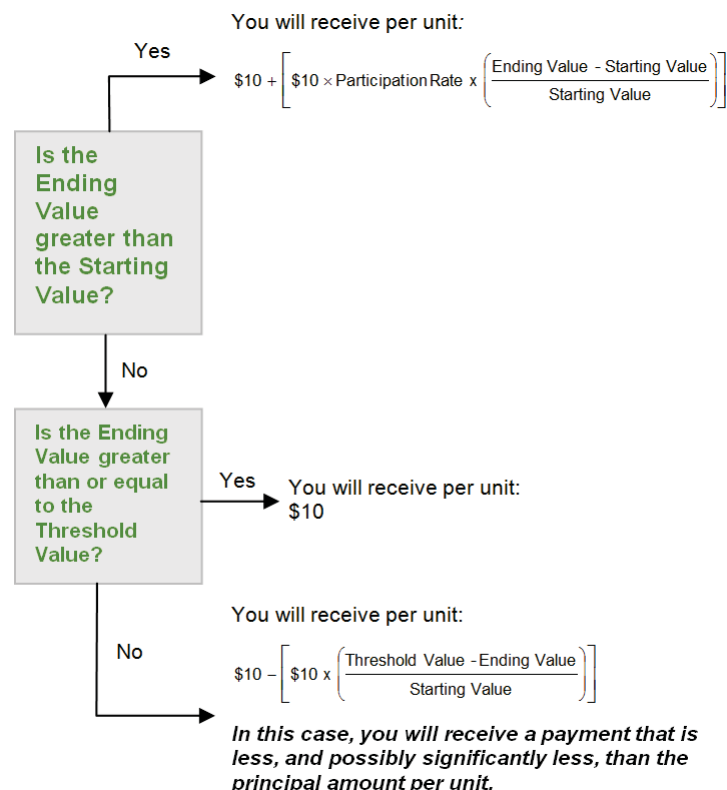 You will receive per unit:
Yes
$10 + [ $10 × Participation Rate x ( Ending Value - Starting Value / Starting Value ) ]
Is the
Ending
Value
greater than
the Starting
Value?
No
Is the Ending
Value greater
than or equal
to the
Threshold
Value?
Yes
You will receive per unit:
$10
No
You will receive per unit:
$10 − [ $10 x ( Threshold Value - Ending Value / Starting Value ) ]
In this case, you will receive a payment that is
less, and possibly significantly less, than the
principal amount per unit.